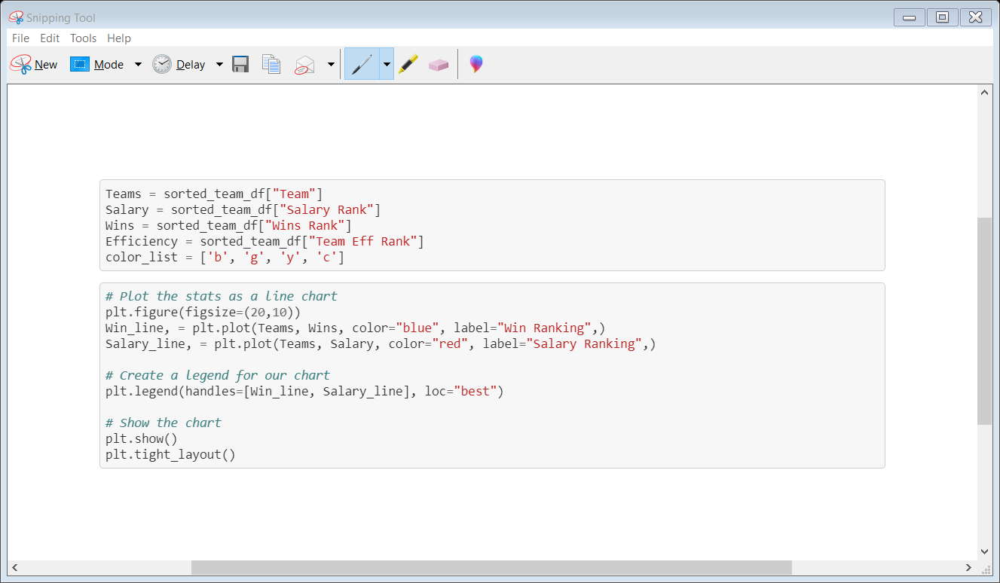 Snipping Tool
File Edit Tools Help
New Mode Delay
Teams = sorted_team_df["Team"]
Salary = sorted_team_df["Salary Rank"]
Wins = sorted_team_df["Wins Rank"]
Efficiency = sorted_team_df["Team Eff Rank"]
color_list = ['b', 'g', 'y', 'c']
# Plot the stats as a line chart
plt.figure(figsize=(20,10))
Win_line, = plt.plot(Teams, Wins, color="blue", label="Win Ranking",)
Salary_line, = plt.plot(Teams, Salary, color="red", label="Salary Ranking",)
# Create a legend for our chart
plt.legend(handles=[Win_line, Salary_line], loc="best")
# Show the chart
plt.show()
plt.tight_layout()